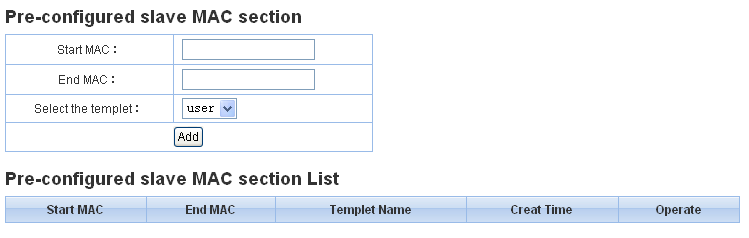 Pre-configured slave MAC section
Start MAC：
End MAC：
Select the templet： user
Add
Pre-configured slave MAC section List
Start MAC End MAC Templet Name Creat Time Operate